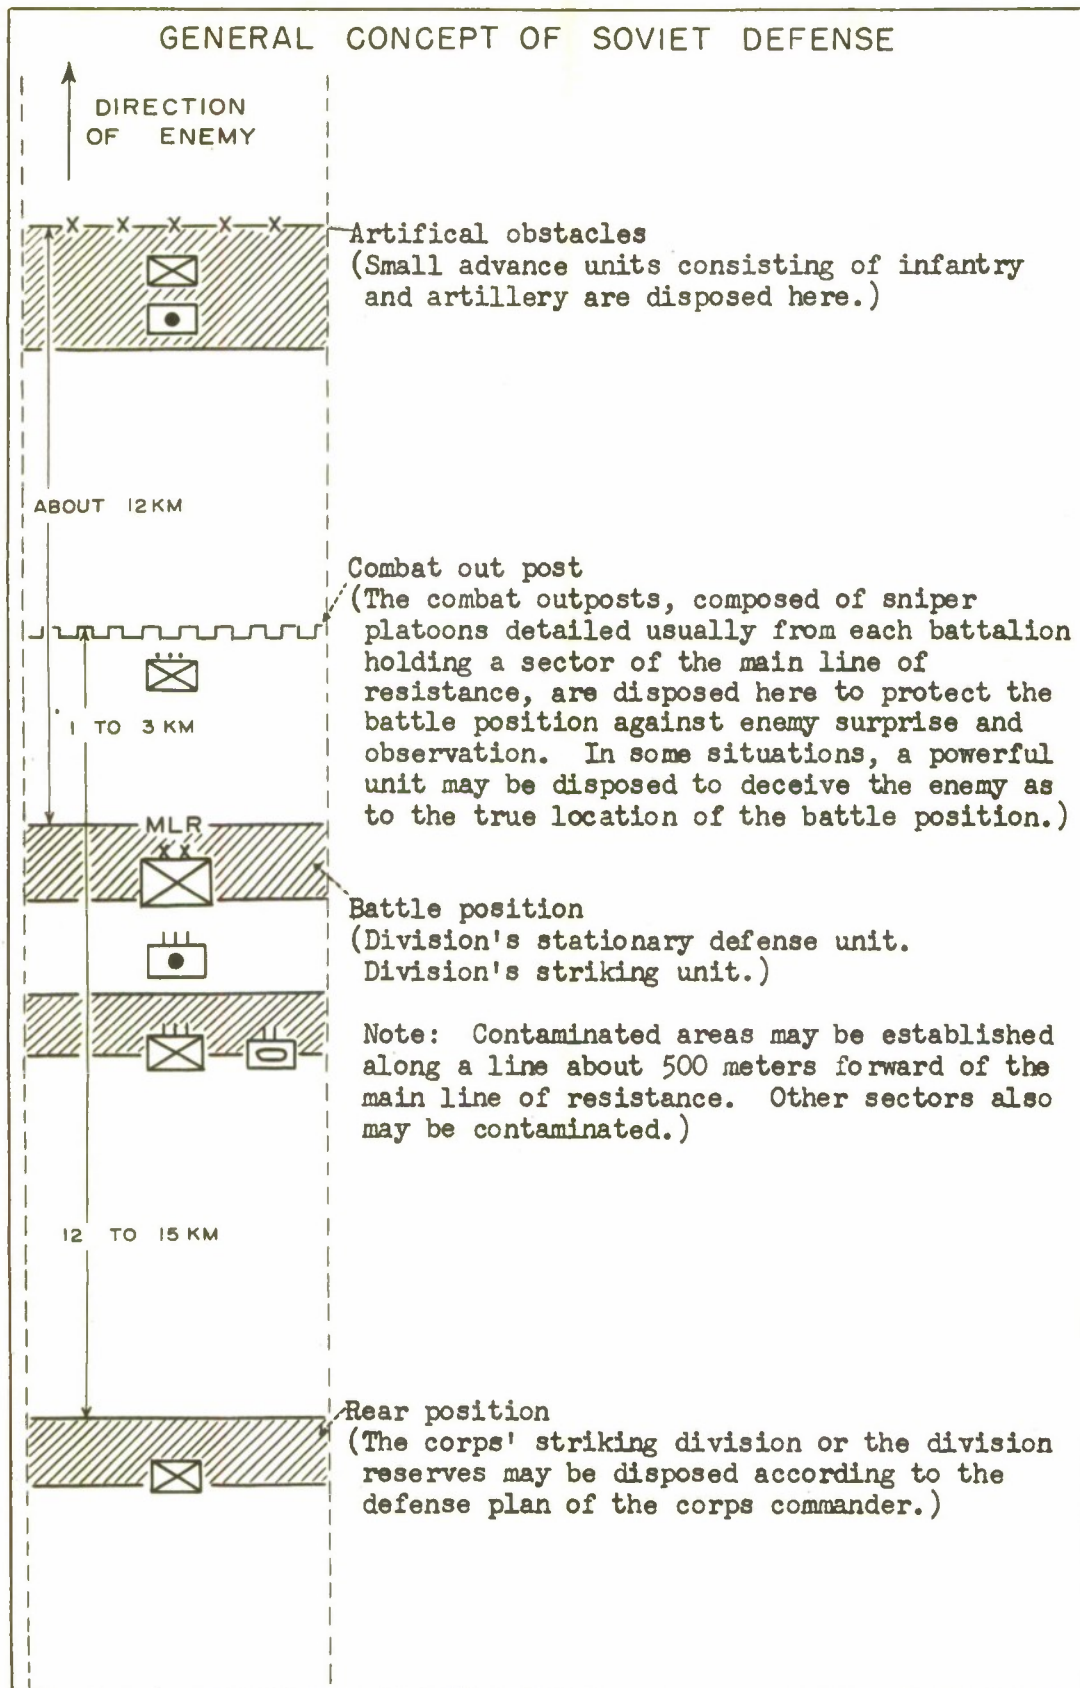 GENERAL CONCEPT OF SOVIET DEFENSE
DIRECTION
OF ENEMY
X X X X X
Artifical obstacles
(Small advance units consisting of infantry
and artillery are disposed here.)
ABOUT 12 KM
Combat out post
(The combat outposts, composed of sniper
platoons detailed usually from each battalion
holding a sector of the main line of
resistance, are disposed here to protect the
battle position against enemy surprise and
observation. In some situations, a powerful
unit may be disposed to deceive the enemy as
to the true location of the battle position.)
1 TO 3 KM
MLR
X X
Battle position
(Division's stationary defense unit.
Division's striking unit.)
Note: Contaminated areas may be established
along a line about 500 meters forward of the
main line of resistance. Other sectors also
may be contaminated.)
12 TO 15 KM
Rear position
(The corps' striking division or the division
reserves may be disposed according to the
defense plan of the corps commander.)